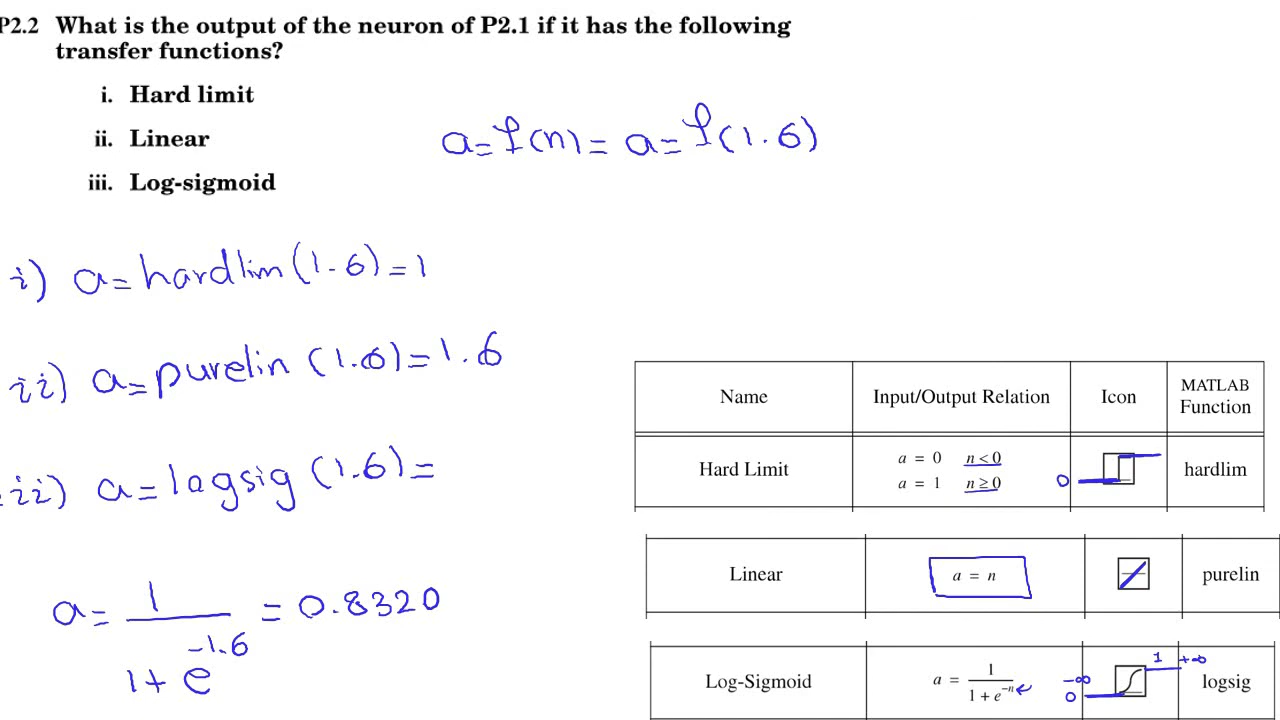 P2.2 What is the output of the neuron of P2.1 if it has the following
transfer functions?
i. Hard limit
ii. Linear
iii. Log-sigmoid
a=f(n)= a=f(1.6)
i) a=hardlim(1.6)=1
ii) a=purelin(1.6)=1.6
iii) a=lagsig(1.6)=
a= 1 / 1+e^-1.6 = 0.8320
Name Input/Output Relation Icon MATLAB Function
Hard Limit a = 0 n < 0 a = 1 n ≥ 0 0 hardlim
Linear a = n purelin
Log-Sigmoid a = 1 / 1 + e^-n -∞ 0 1 +∞ logsig